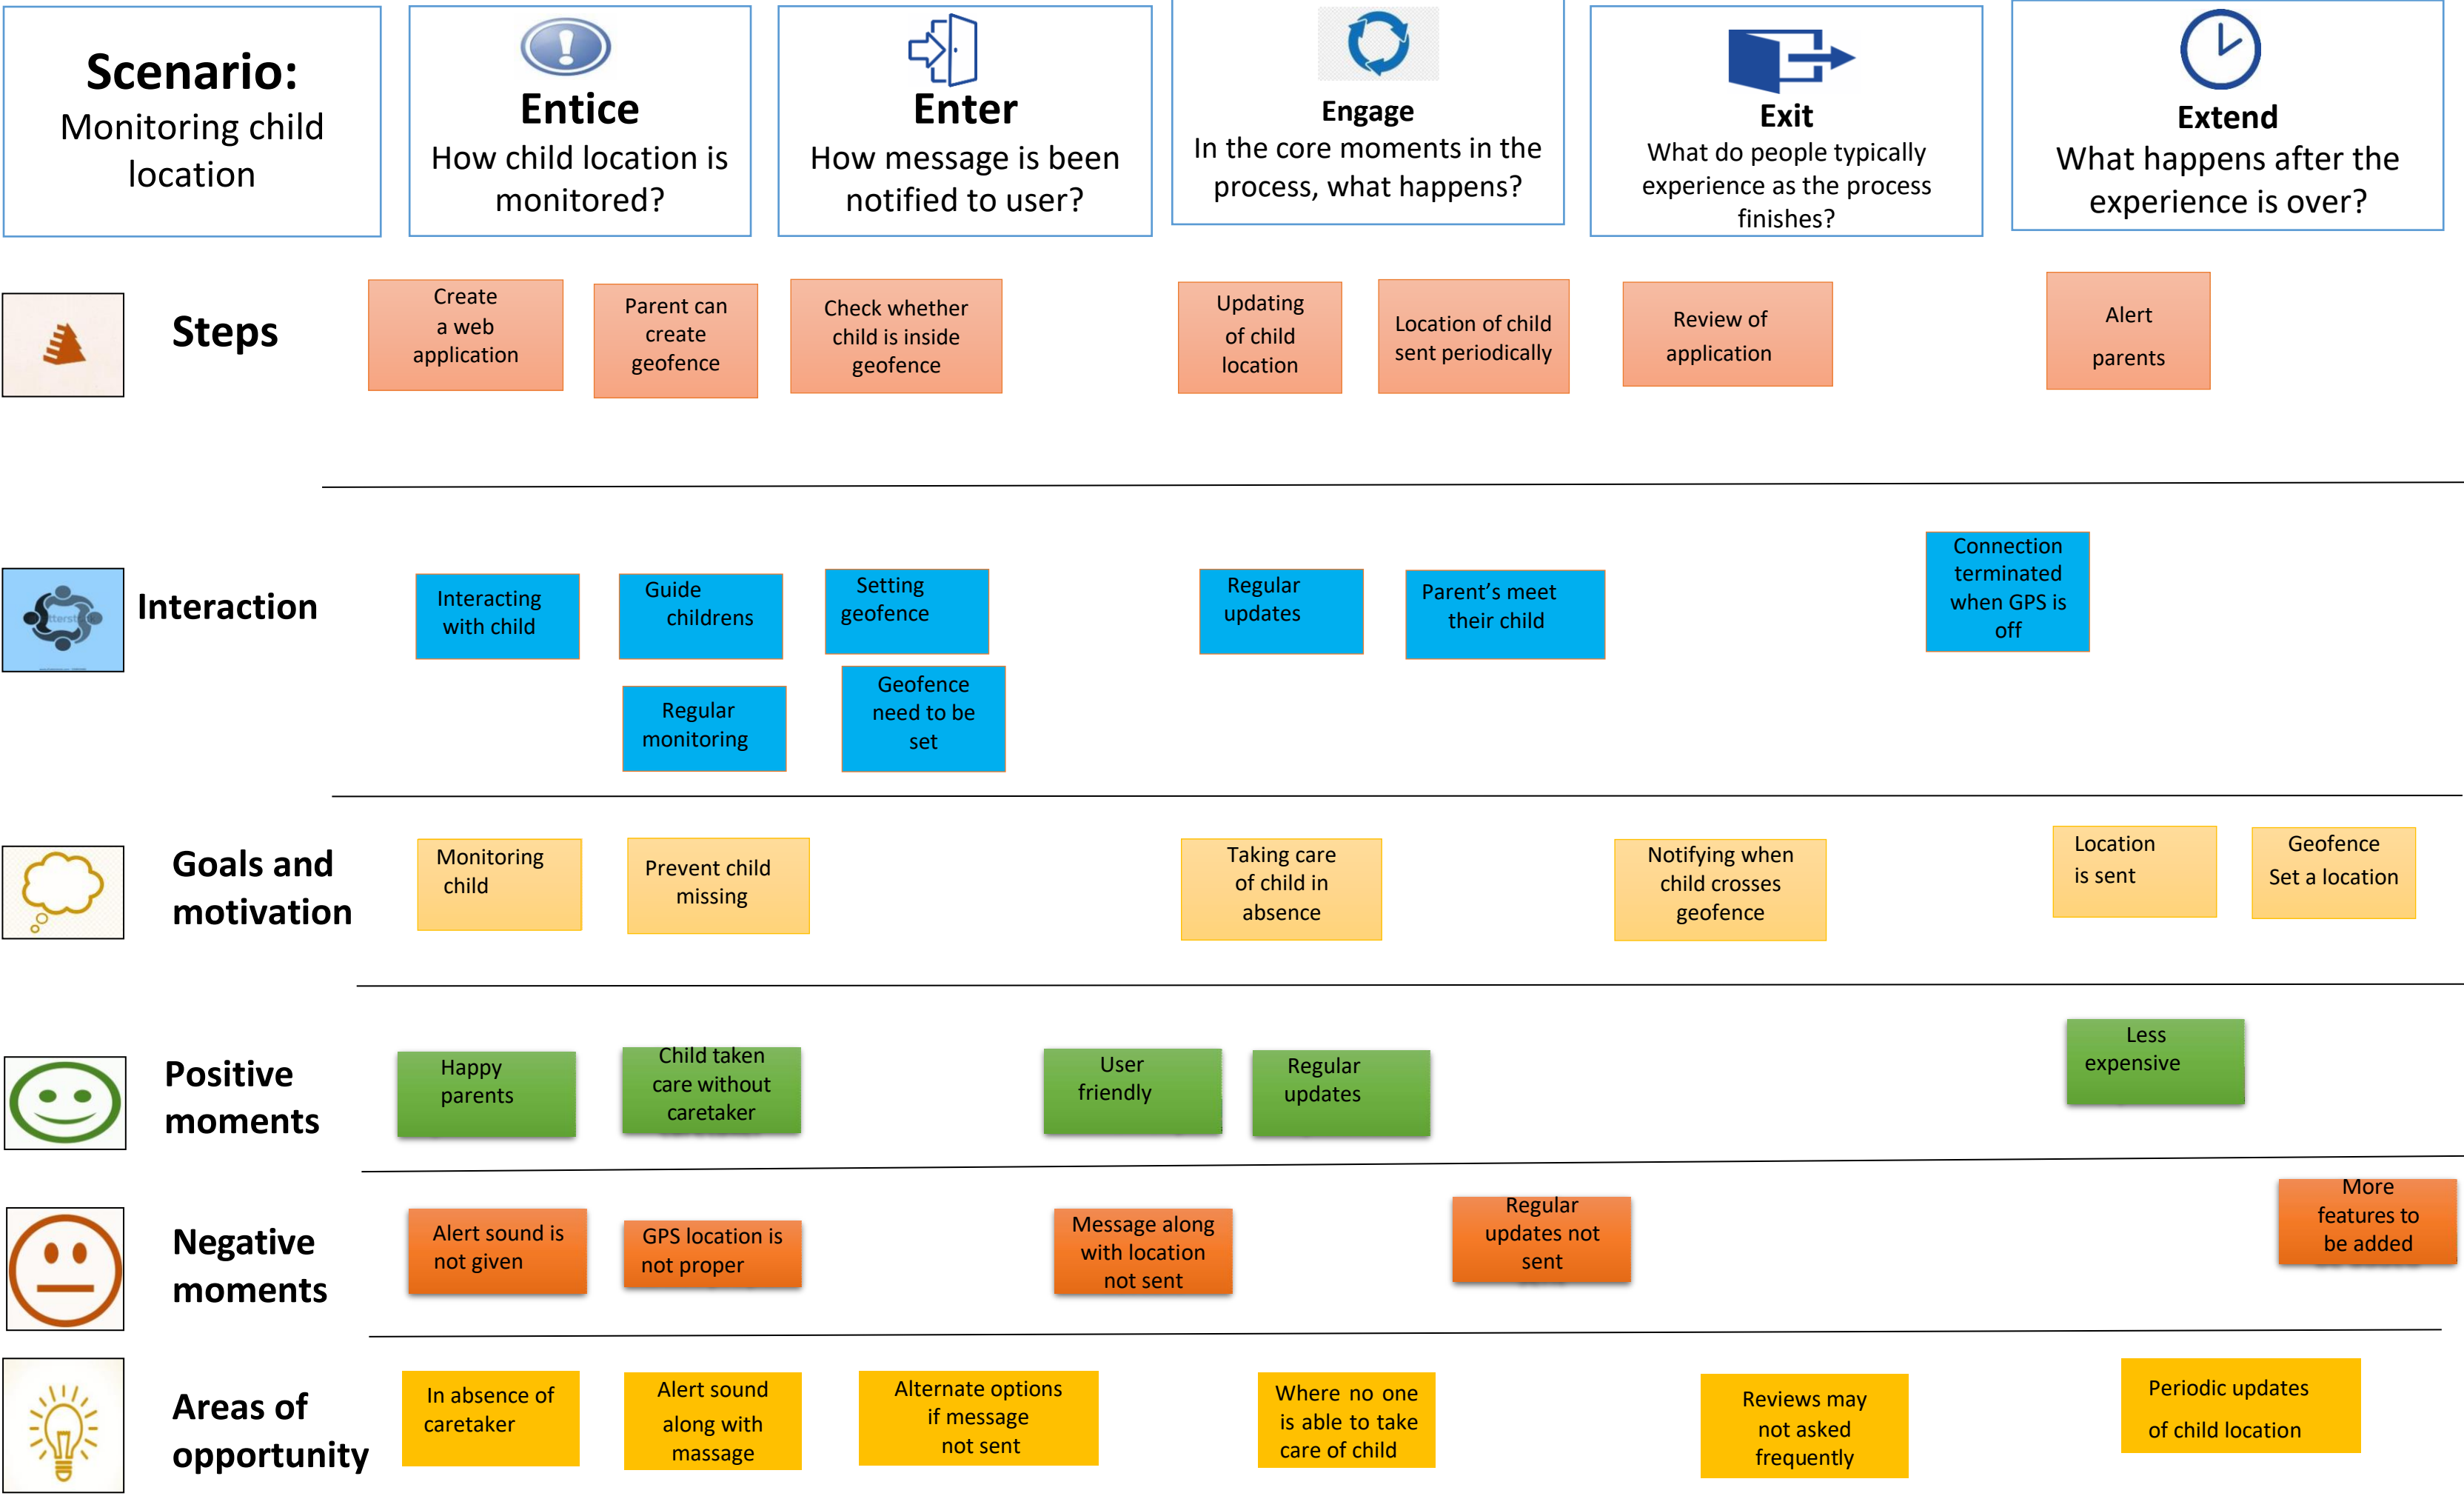 Scenario:
Monitoring child
location
Entice
How child location is
monitored?
Enter
How message is been
notified to user?
Engage
In the core moments in the
process, what happens?
Exit
What do people typically
experience as the process
finishes?
Extend
What happens after the
experience is over?
Steps
Create
a web
application
Parent can
create
geofence
Check whether
child is inside
geofence
Updating
of child
location
Location of child
sent periodically
Review of
application
Alert
parents
Interaction
Interacting
with child
Guide
childrens
Regular
monitoring
Setting
geofence
Geofence
need to be
set
Regular
updates
Parent’s meet
their child
Connection
terminated
when GPS is
off
Goals and
motivation
Monitoring
child
Prevent child
missing
Taking care
of child in
absence
Notifying when
child crosses
geofence
Location
is sent
Geofence
Set a location
Positive
moments
Happy
parents
Child taken
care without
caretaker
User
friendly
Regular
updates
Less
expensive
Negative
moments
Alert sound is
not given
GPS location is
not proper
Message along
with location
not sent
Regular
updates not
sent
More
features to
be added
Areas of
opportunity
In absence of
caretaker
Alert sound
along with
massage
Alternate options
if message
not sent
Where no one
is able to take
care of child
Reviews may
not asked
frequently
Periodic updates
of child location